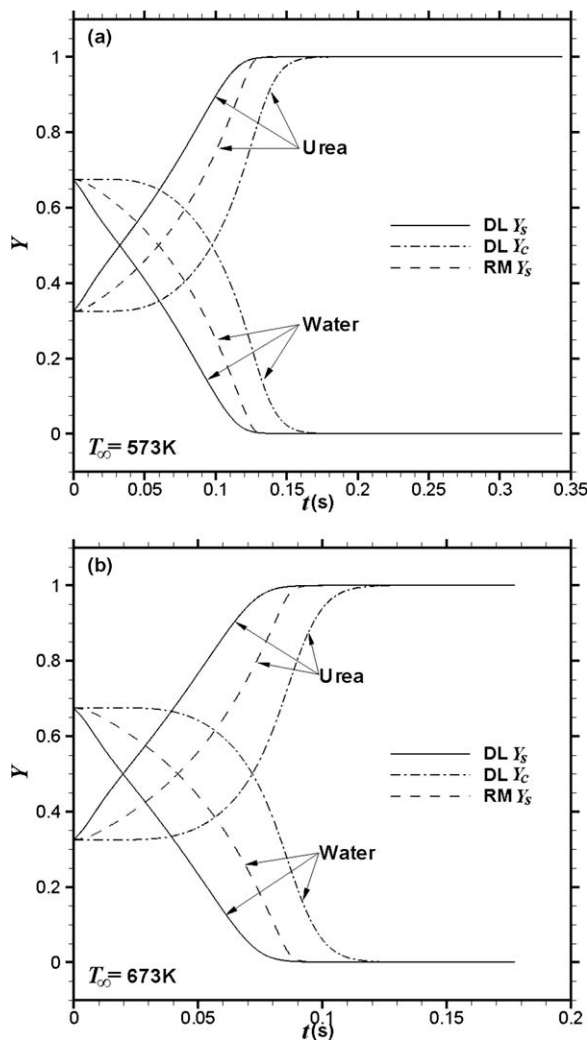 (a)
1
0.8
0.6
0.4
0.2
0
Y
Urea
DL Ys
DL Yc
RM Ys
Water
T∞ = 573K
0 0.05 0.1 0.15 0.2 0.25 0.3 0.35
t(s)
(b)
1
0.8
0.6
0.4
0.2
0
Y
Urea
DL Ys
DL Yc
RM Ys
Water
T∞ = 673K
0 0.05 0.1 0.15 0.2
t(s)